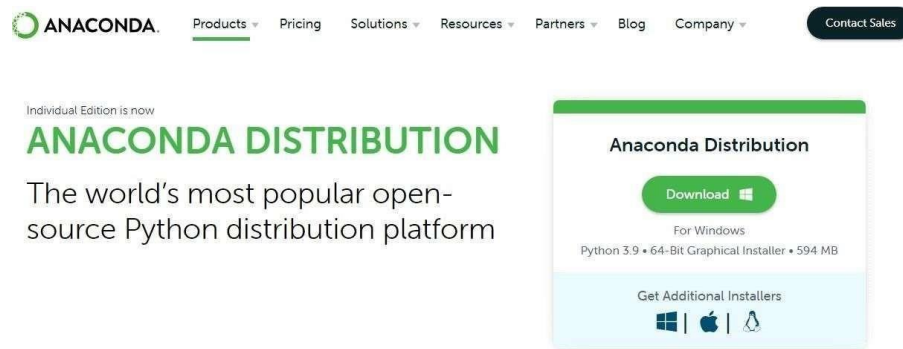 ANACONDA.
Products Pricing Solutions Resources Partners Blog Company Contact Sales
Individual Edition is now
ANACONDA DISTRIBUTION
The world's most popular open-
source Python distribution platform
Anaconda Distribution
Download
For Windows
Python 3.9 • 64-Bit Graphical Installer • 594 MB
Get Additional Installers
| |